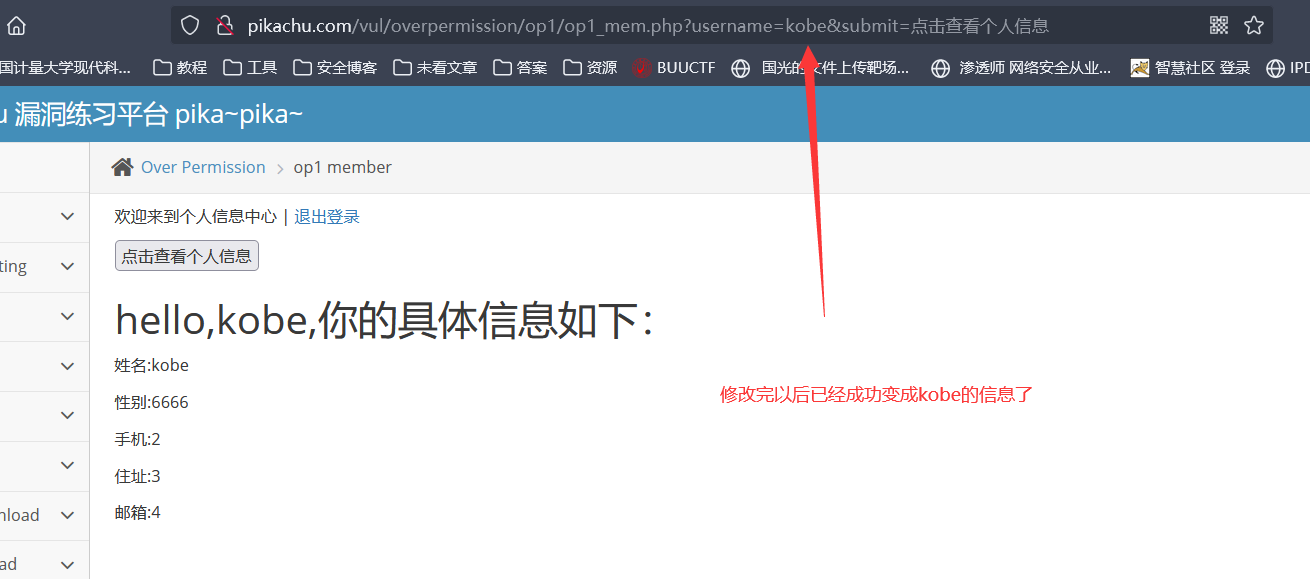 pikachu.com/vul/overpermission/op1/op1_mem.php?username=kobe&submit=点击查看个人信息
国计量大学现代科... 教程 工具 安全博客 未看文章 答案 资源 BUUCTF 国光的文件上传靶场... 渗透师 网络安全从业... 智慧社区 登录 IPD
u 漏洞练习平台 pika~pika~
Over Permission > op1 member
欢迎来到个人信息中心 | 退出登录
点击查看个人信息
ting
hello,kobe,你的具体信息如下:
姓名:kobe
修改完以后已经成功变成kobe的信息了
性别:6666
手机:2
住址:3
邮箱:4
nload
ad